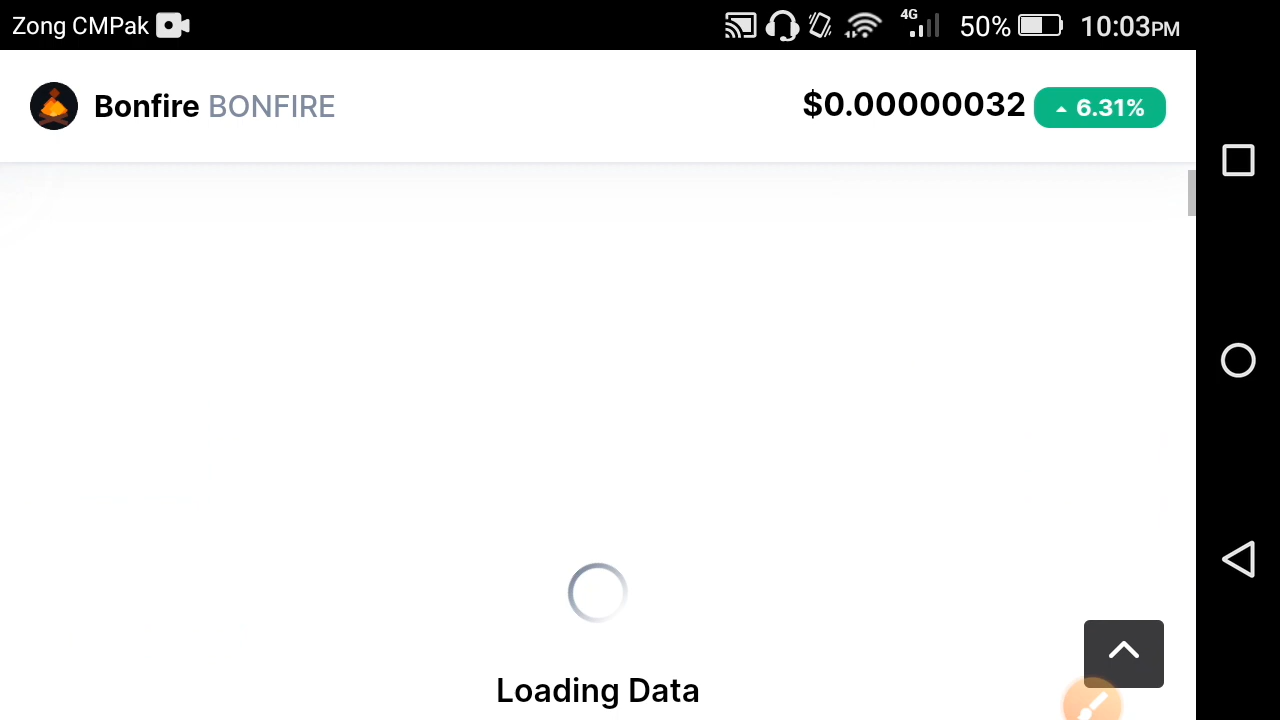 Zong CMPak 4G 50% 10:03PM
Bonfire BONFIRE $0.00000032 6.31%
Loading Data